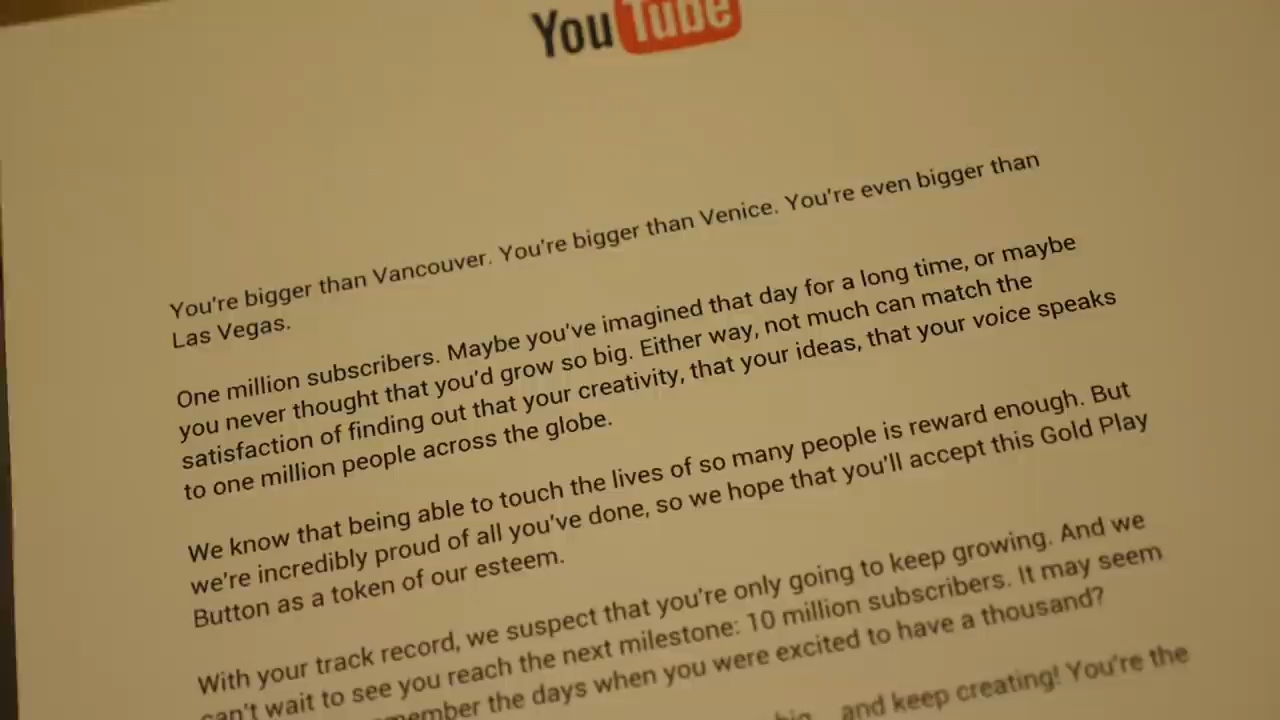 YouTube
You're bigger than Vancouver. You're bigger than Venice. You're even bigger than
Las Vegas.
One million subscribers. Maybe you've imagined that day for a long time, or maybe
you never thought that you'd grow so big. Either way, not much can match the
satisfaction of finding out that your creativity, that your ideas, that your voice speaks
to one million people across the globe.
We know that being able to touch the lives of so many people is reward enough. But
we're incredibly proud of all you've done, so we hope that you'll accept this Gold Play
Button as a token of our esteem.
With your track record, we suspect that you're only going to keep growing. And we
can't wait to see you reach the next milestone: 10 million subscribers. It may seem
the days when you were excited to have a thousand?
and keep creating! You're the